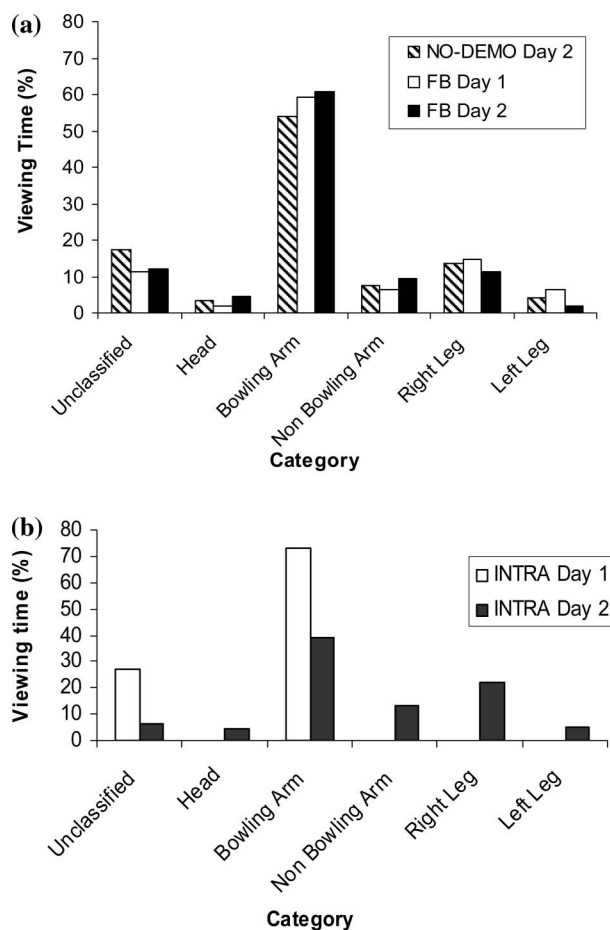 (a)
80
70
60
50
40
30
20
10
0
Viewing Time (%)
NO-DEMO Day 2
FB Day 1
FB Day 2
Unclassified
Head
Bowling Arm
Non Bowling Arm
Right Leg
Left Leg
Category
(b)
80
70
60
50
40
30
20
10
0
Viewing time (%)
INTRA Day 1
INTRA Day 2
Unclassified
Head
Bowling Arm
Non Bowling Arm
Right Leg
Left Leg
Category